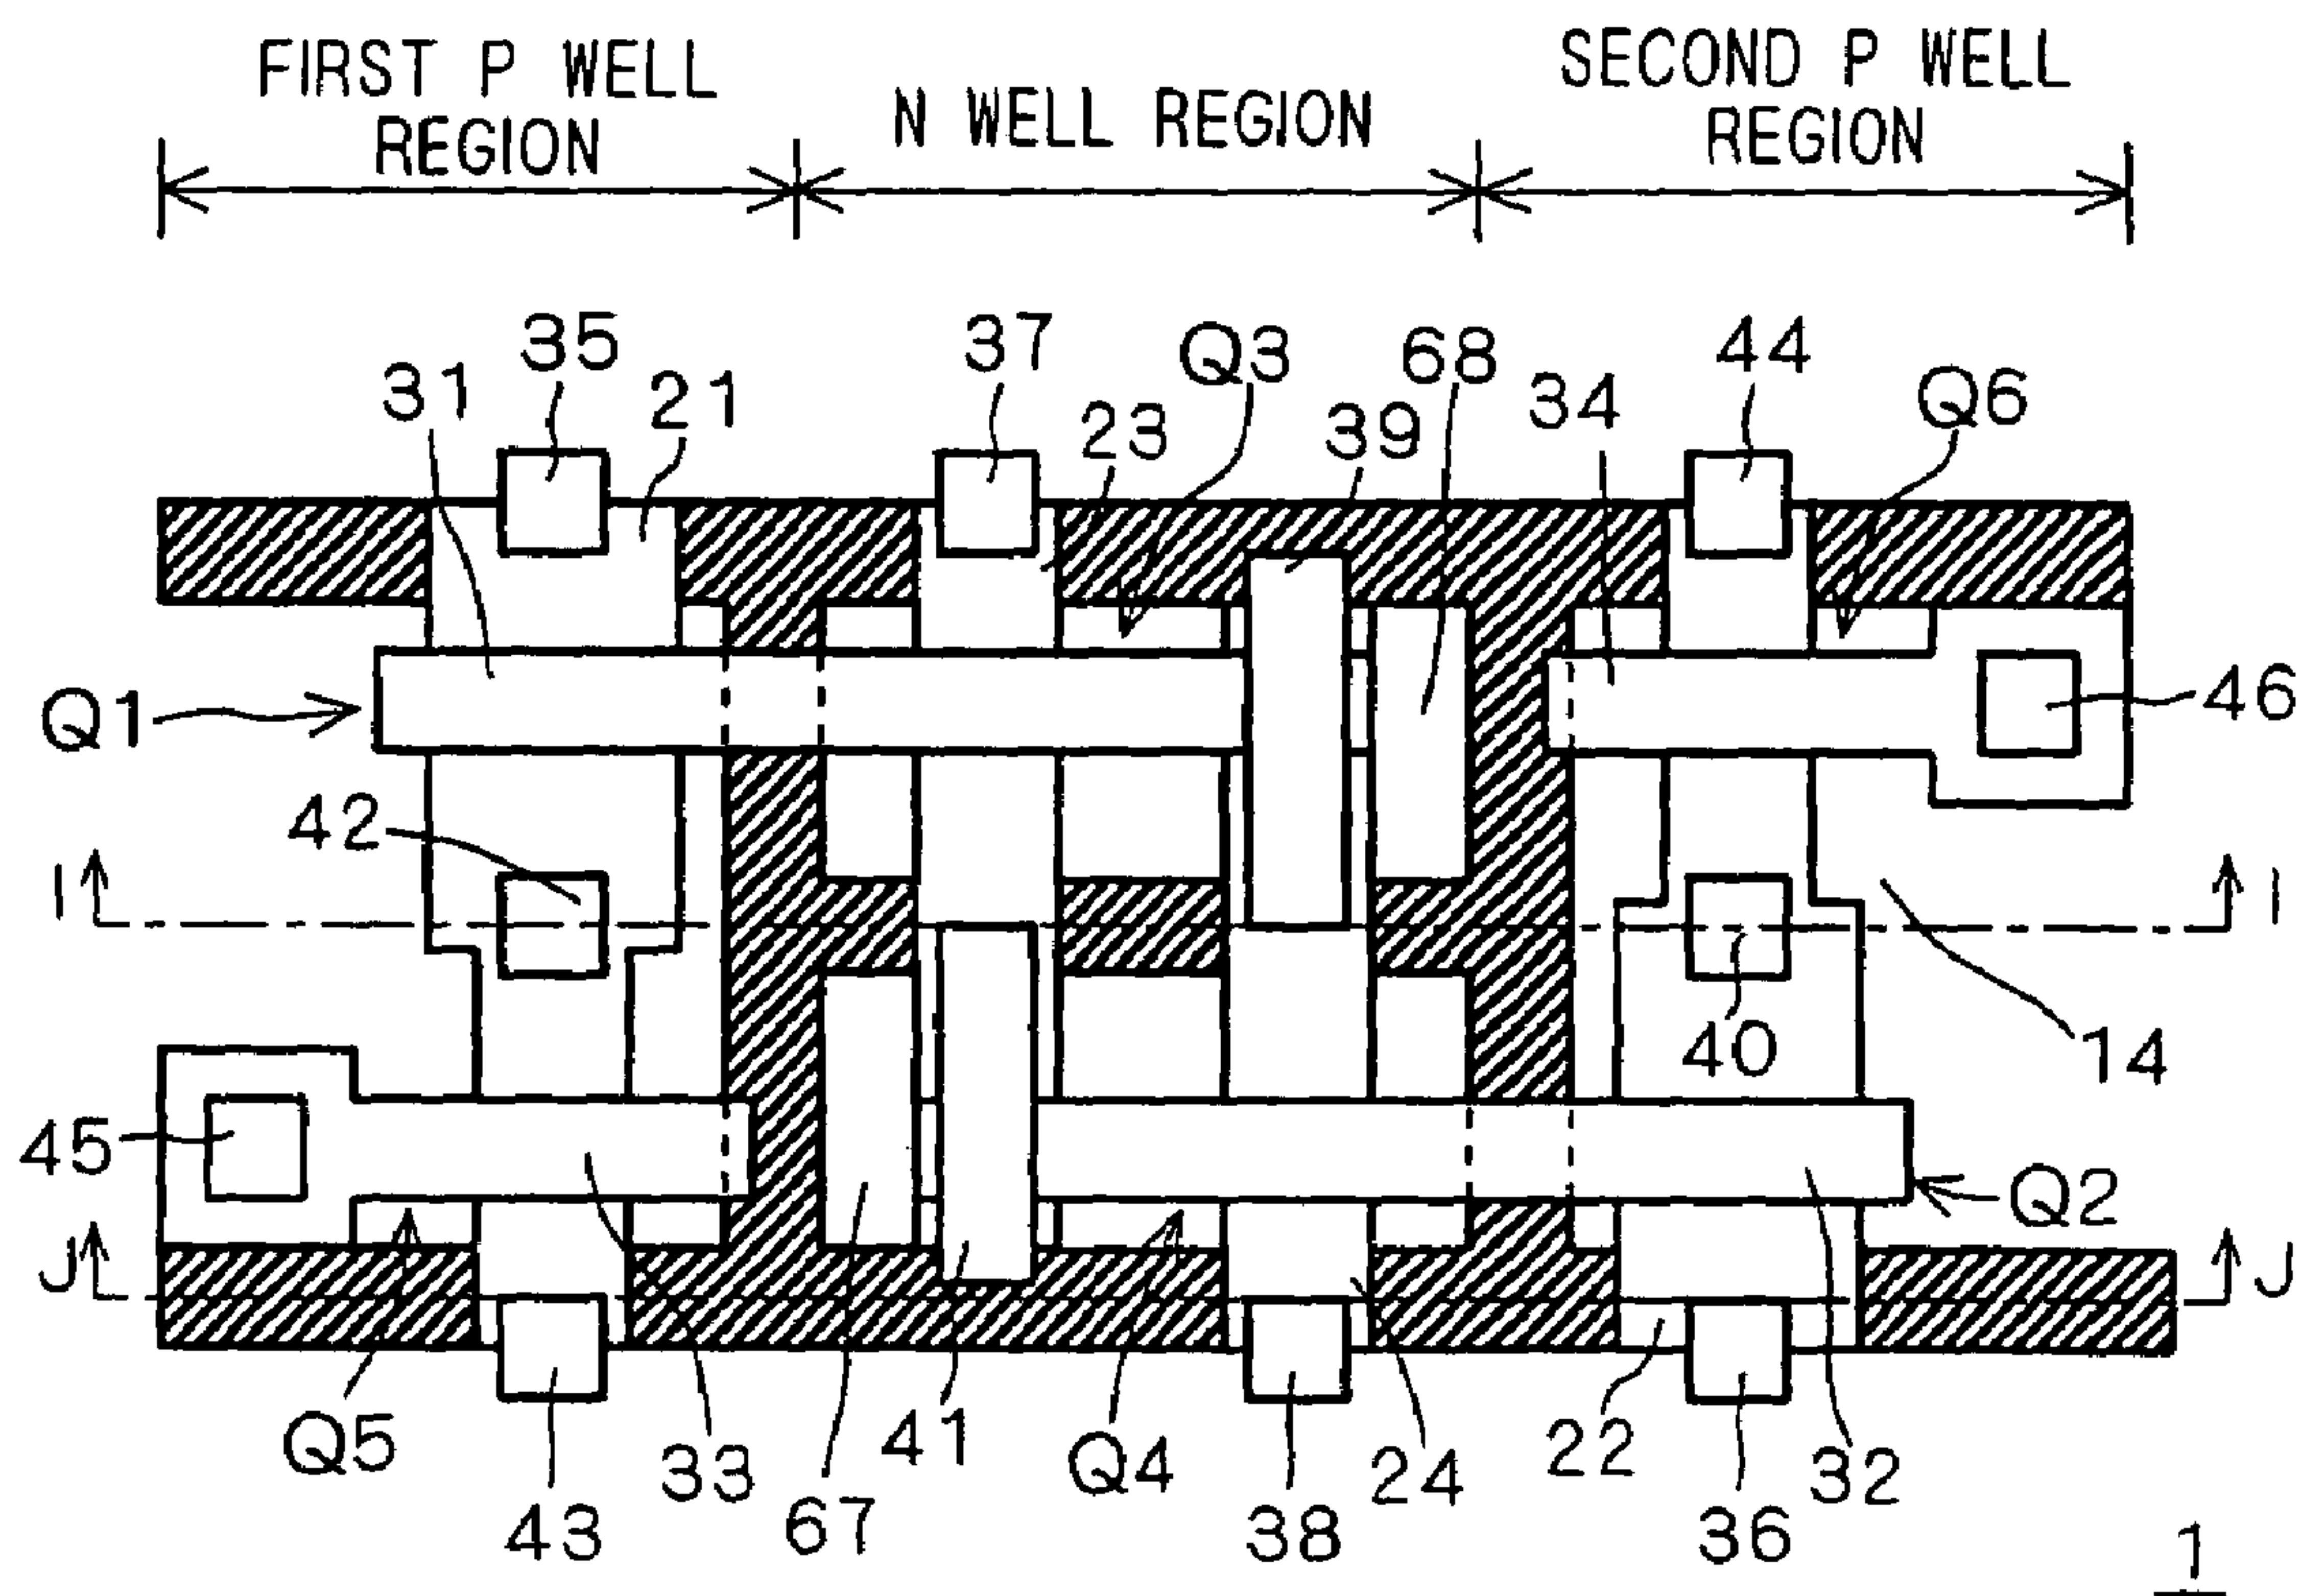 FIRST P WELL
REGION
N WELL REGION
SECOND P WELL
REGION
31
35
21
37
23
Q3
39
68
34
44
Q6
Q1
46
42
I
I
40
14
45
Q2
J
J
Q5
43
33
67
41
Q4
38
24
22
36
32
1